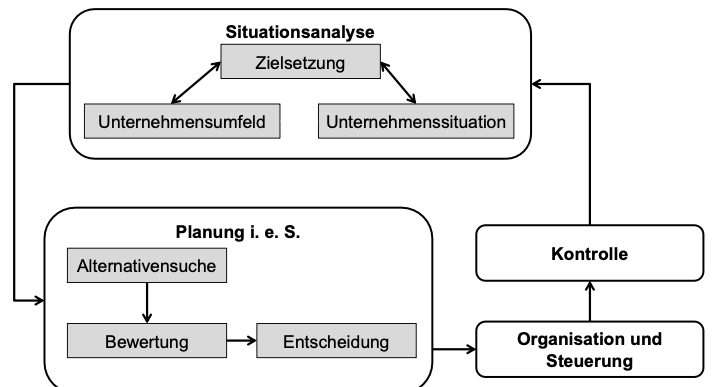 Situationsanalyse
Zielsetzung
Unternehmensumfeld
Unternehmenssituation
Planung i. e. S.
Alternativensuche
Bewertung
Entscheidung
Kontrolle
Organisation und
Steuerung